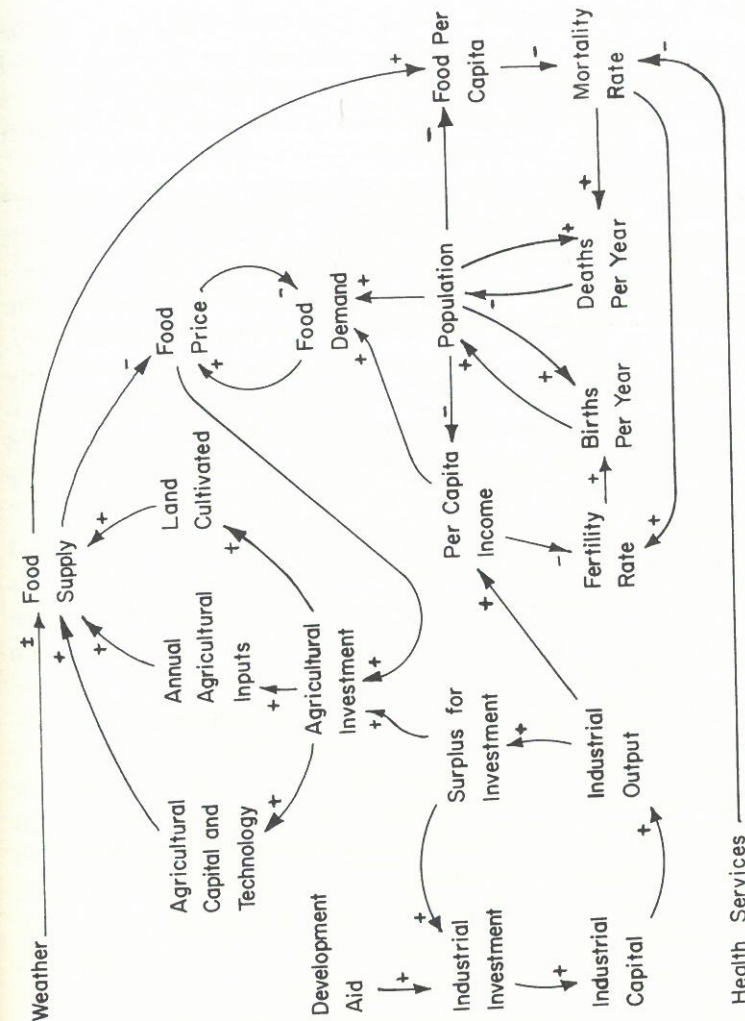 Weather
±
Food
Supply
+
+
+
-
+
Agricultural
Capital and
Technology
Annual
Agricultural
Inputs
Land
Cultivated
Food
Price
+
+
+
+
-
Agricultural
Investment
Food
Demand
+
+
+
+
Development
Aid
+
+
Industrial
Investment
Surplus for
Investment
Per Capita
Income
-
Population
-
Food Per
Capita
+
+
+
-
+
-
+
-
Industrial
Capital
Industrial
Output
+
Fertility
Rate
+
Births
Per Year
Deaths
Per Year
+
Mortality
Rate
-
+
Health Services